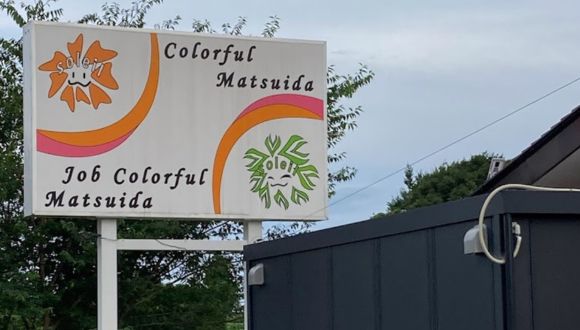 soleil
Colorful
Matsuida
Job Colorful
Matsuida
soleil